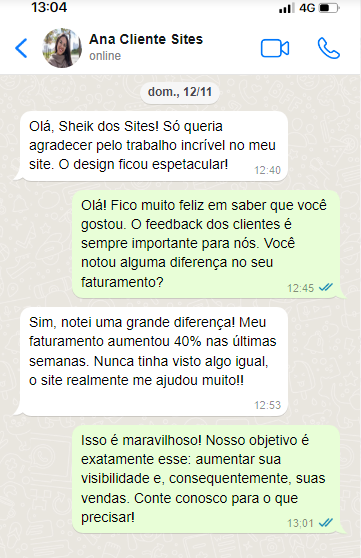 13:04
4G
Ana Cliente Sites
online
dom., 12/11
Olá, Sheik dos Sites! Só queria
agradecer pelo trabalho incrível no meu
site. O design ficou espetacular!
12:40
Olá! Fico muito feliz em saber que você
gostou. O feedback dos clientes é
sempre importante para nós. Você
notou alguma diferença no seu
faturamento?
12:45
Sim, notei uma grande diferença! Meu
faturamento aumentou 40% nas últimas
semanas. Nunca tinha visto algo igual,
o site realmente me ajudou muito!!
12:53
Isso é maravilhoso! Nosso objetivo é
exatamente esse: aumentar sua
visibilidade e, consequentemente, suas
vendas. Conte conosco para o que
precisar!
13:01